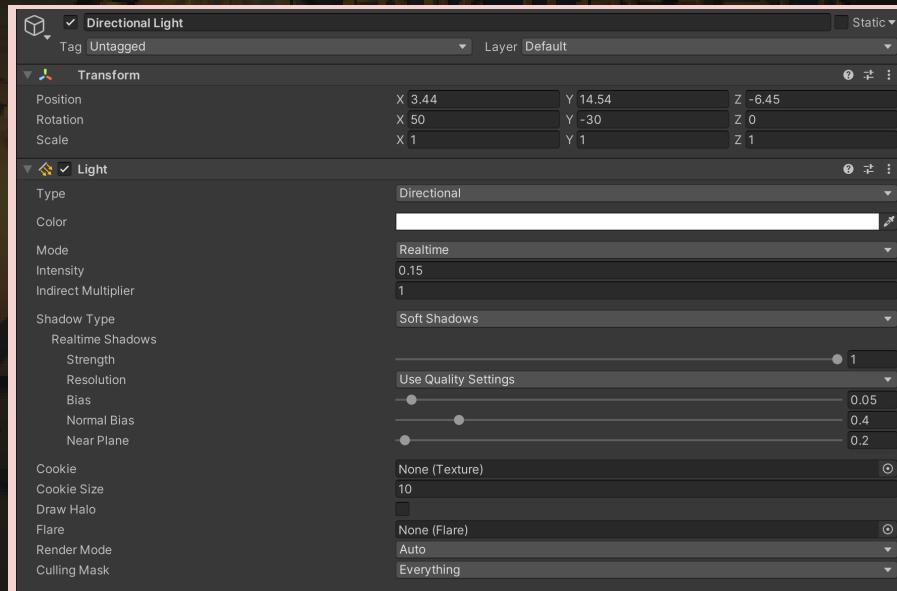 Directional Light Static
Tag Untagged Layer Default
Transform
Position X 3.44 Y 14.54 Z -6.45
Rotation X 50 Y -30 Z 0
Scale X 1 Y 1 Z 1
Light
Type Directional
Color
Mode Realtime
Intensity 0.15
Indirect Multiplier 1
Shadow Type Soft Shadows
Realtime Shadows
Strength 1
Resolution Use Quality Settings
Bias 0.05
Normal Bias 0.4
Near Plane 0.2
Cookie None (Texture)
Cookie Size 10
Draw Halo
Flare None (Flare)
Render Mode Auto
Culling Mask Everything